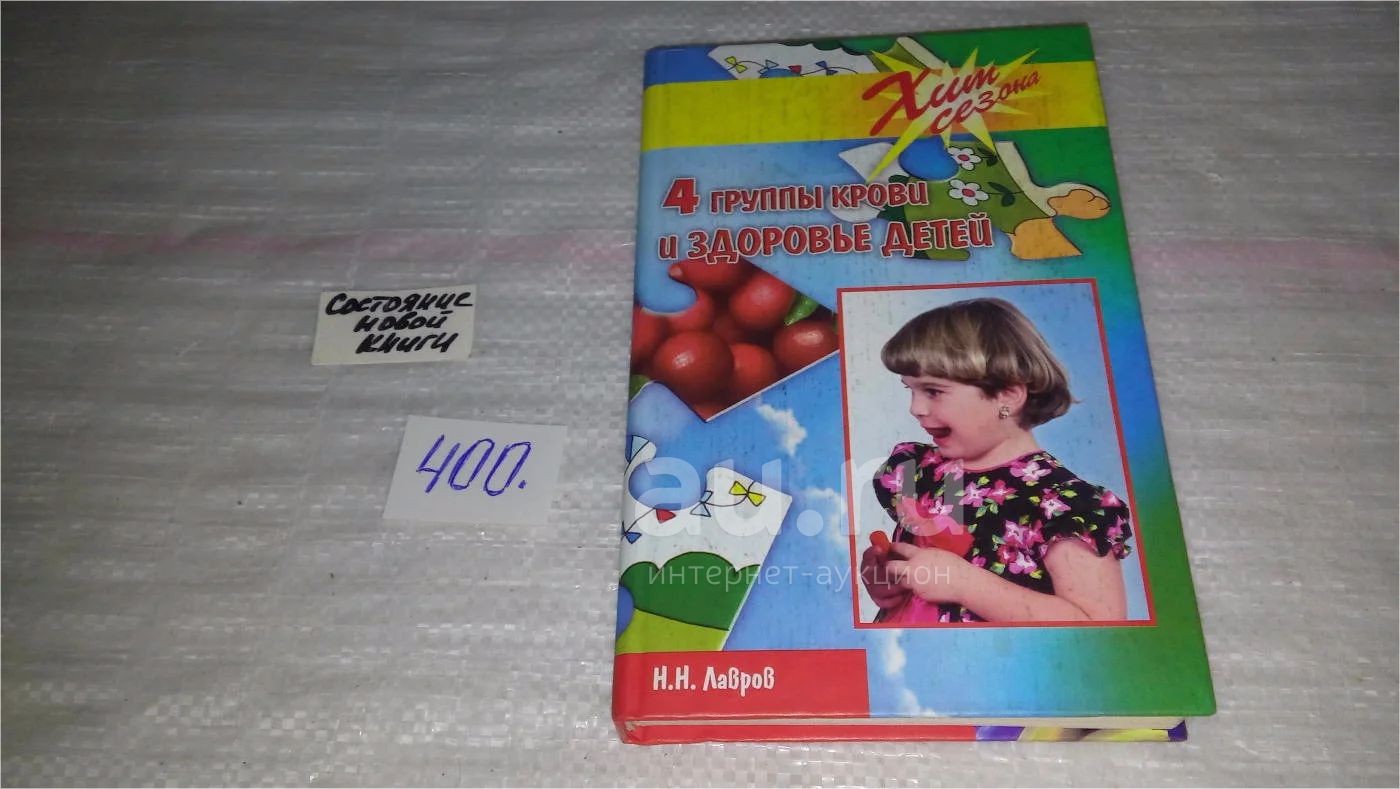 Хит
сезона
4 ГРУППЫ КРОВИ
И ЗДОРОВЬЕ ДЕТЕЙ
Состояние
новой
книги
400.
au.ru
интернет-аукцион
Н.Н. Лавров